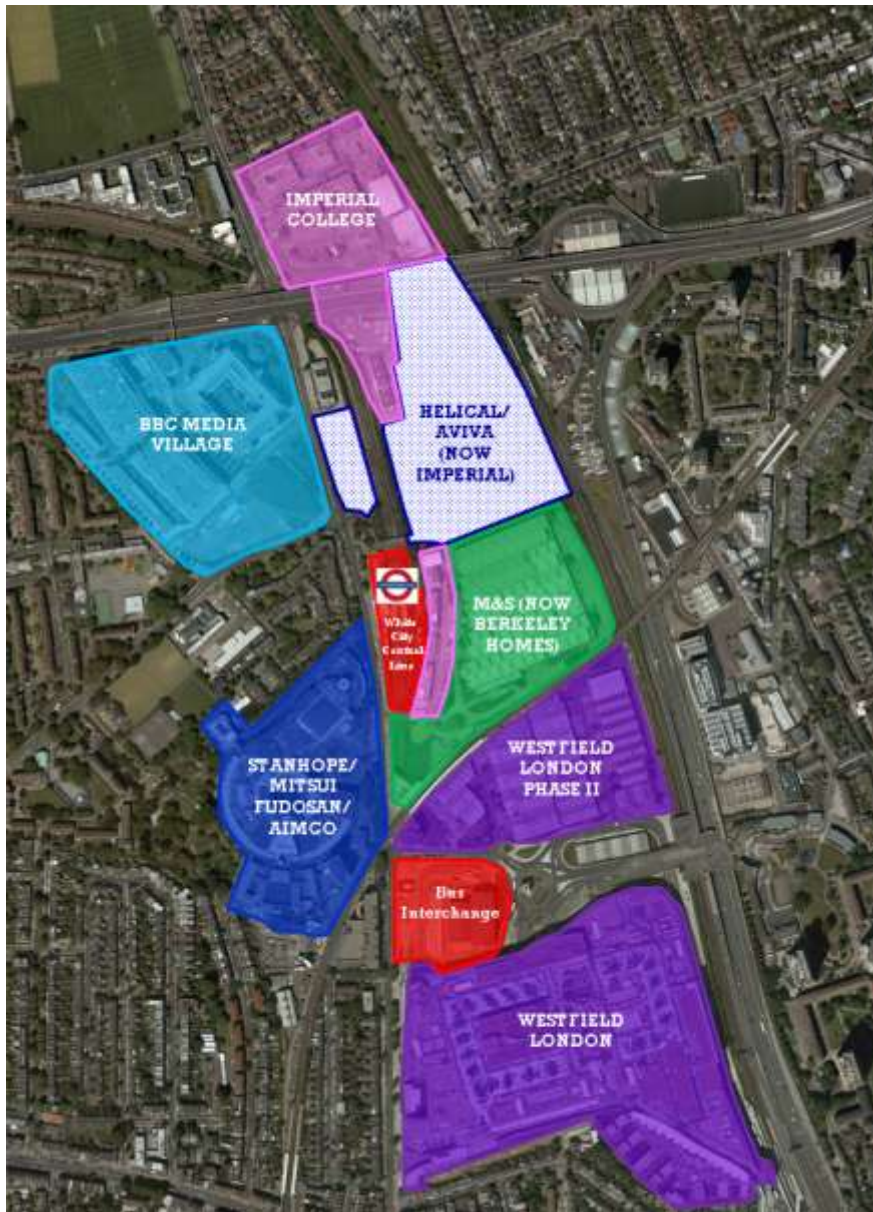 IMPERIAL
COLLEGE
HELICAL/
AVIVA
(NOW
IMPERIAL)
BBC MEDIA
VILLAGE
M&S (NOW
BERKELEY
HOMES)
White
City
Central
Line
STANHOPE/
MITSUI
FUDOSAN/
AIMCO
WESTFIELD
LONDON
PHASE II
Bus
Interchange
WESTFIELD
LONDON